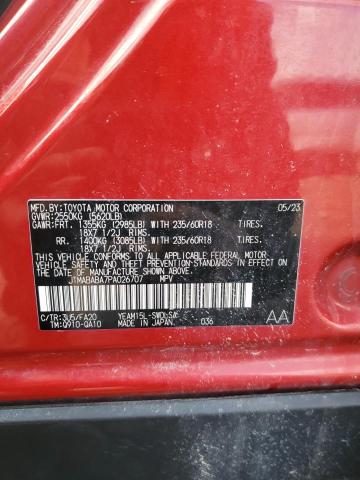 MFD.BY:TOYOTA MOTOR CORPORATION 05/23
GVWR:2550KG (5620LB)
GAWR:FRT. 1355KG (2985LB) WITH 235/60R18 TIRES.
18X7 1/2J RIMS.
RR. 1400KG (3085LB) WITH 235/60R18 TIRES.
18X7 1/2J RIMS.
THIS VEHICLE CONFORMS TO ALL APPLICABLE FEDERAL MOTOR
VEHICLE SAFETY AND THEFT PREVENTION STANDARDS IN EFFECT
ON THE DATE OF MANUFACTURE SHOWN ABOVE.
JTMABABA7PA026707 MPV
C/TR:3U5/FA20 YEAM15L-SWDLSA
TM:Q910-QA10 MADE IN JAPAN. 036 AA